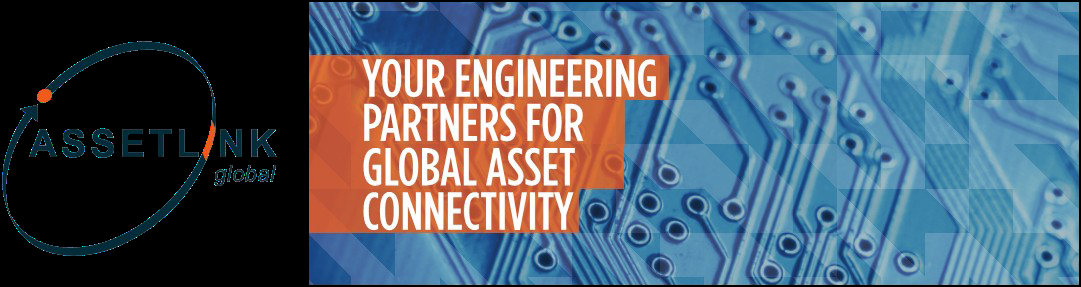 ASSETLINK
global
YOUR ENGINEERING
PARTNERS FOR
GLOBAL ASSET
CONNECTIVITY